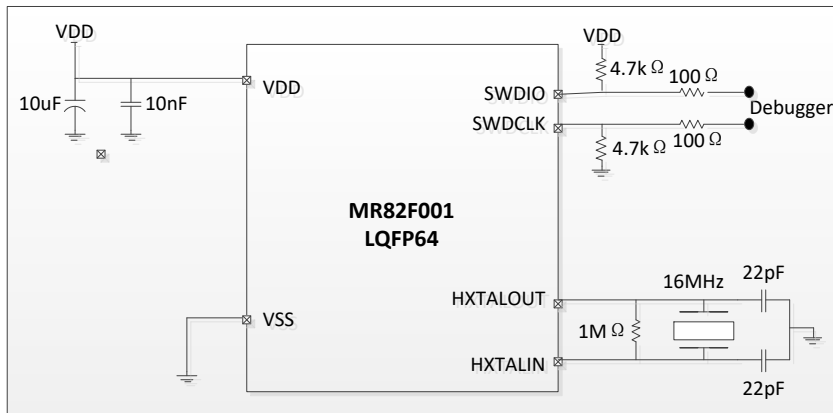 VDD
10uF
10nF
VDD
VSS
MR82F001
LQFP64
SWDIO
SWDCLK
HXTALOUT
HXTALIN
VDD
4.7k Ω
100 Ω
Debugger
4.7k Ω
100 Ω
16MHz
22pF
1M Ω
22pF